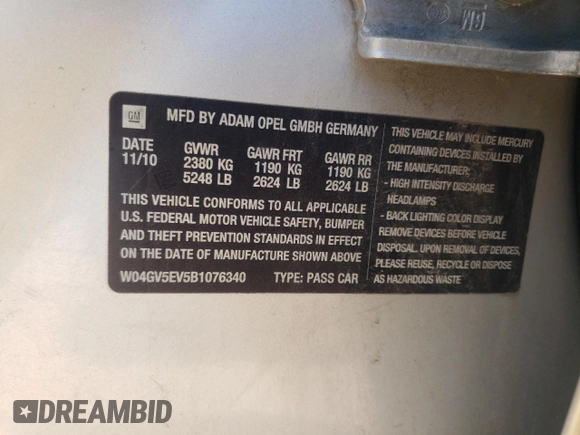 GM
GM
MFD BY ADAM OPEL GMBH GERMANY
DATE GVWR GAWR FRT GAWR RR
11/10 2380 KG 1190 KG 1190 KG
5248 LB 2624 LB 2624 LB
THIS VEHICLE CONFORMS TO ALL APPLICABLE
U.S. FEDERAL MOTOR VEHICLE SAFETY, BUMPER
AND THEFT PREVENTION STANDARDS IN EFFECT
ON THE DATE OF MANUFACTURE SHOWN ABOVE
W04GV5EV5B1076340 TYPE: PASS CAR
THIS VEHICLE MAY INCLUDE MERCURY
CONTAINING DEVICES INSTALLED BY
THE MANUFACTURER:
- HIGH INTENSITY DISCHARGE
HEADLAMPS
- BACK LIGHTING COLOR DISPLAY
REMOVE DEVICES BEFORE VEHICLE
DISPOSAL. UPON REMOVAL OF DEVICES,
PLEASE REUSE, RECYCLE OR DISPOSE
AS HAZARDOUS WASTE
DREAMBID